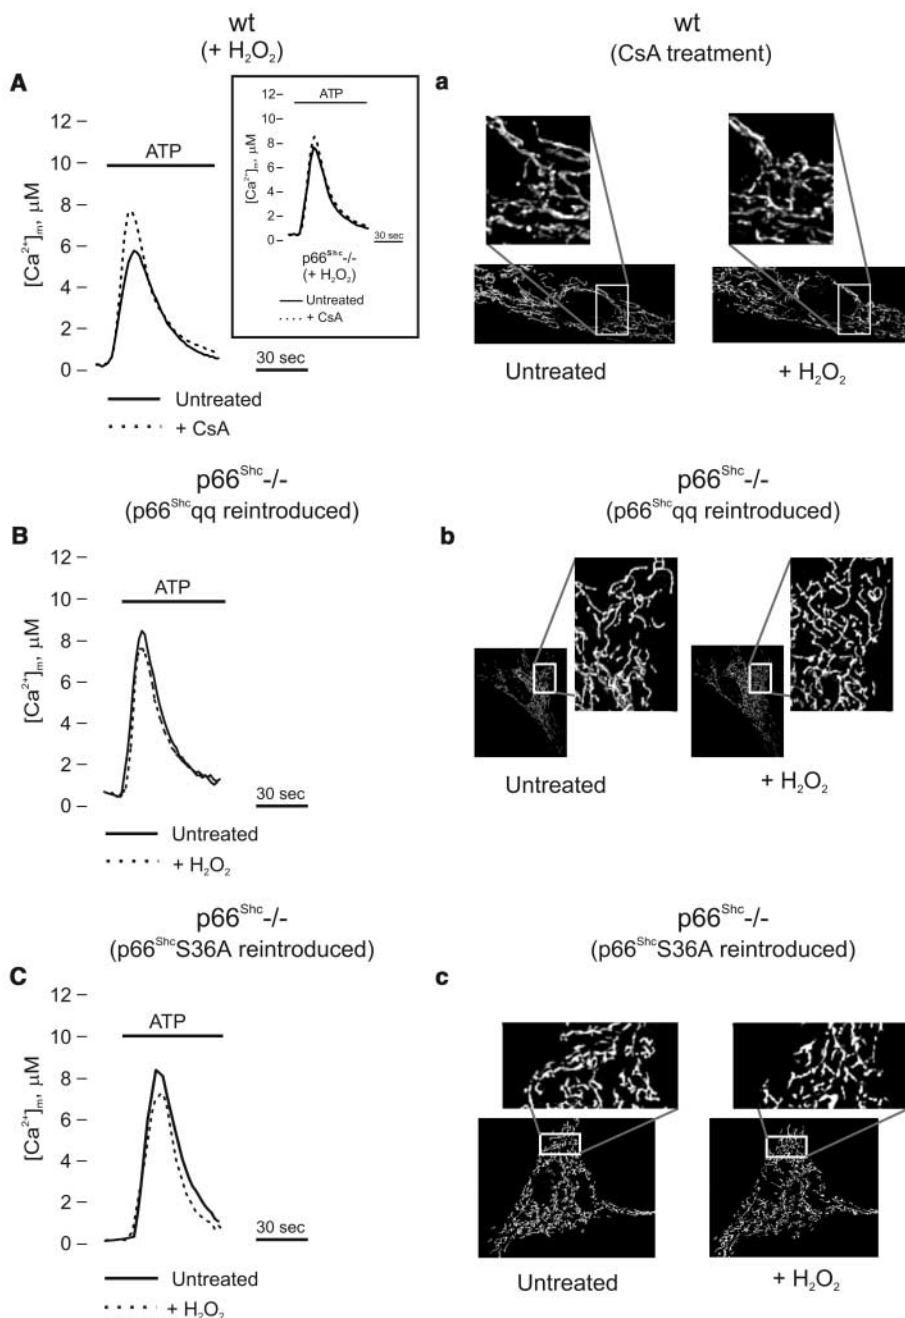 wt
(+ H₂O₂)
A
12
10
8
6
4
2
0
[Ca²⁺]ₘ, μM
ATP
30 sec
Untreated
+ CsA
12
10
8
6
4
2
0
[Ca²⁺]ₘ, μM
ATP
30 sec
p66ˢʰᶜ-/-
(+ H₂O₂)
Untreated
+ CsA
wt
(CsA treatment)
a
Untreated
+ H₂O₂
p66ˢʰᶜ-/-
(p66ˢʰᶜqq reintroduced)
B
12
10
8
6
4
2
0
[Ca²⁺]ₘ, μM
ATP
30 sec
Untreated
+ H₂O₂
p66ˢʰᶜ-/-
(p66ˢʰᶜqq reintroduced)
b
Untreated
+ H₂O₂
p66ˢʰᶜ-/-
(p66ˢʰᶜS36A reintroduced)
C
12
10
8
6
4
2
0
[Ca²⁺]ₘ, μM
ATP
30 sec
Untreated
+ H₂O₂
p66ˢʰᶜ-/-
(p66ˢʰᶜS36A reintroduced)
c
Untreated
+ H₂O₂